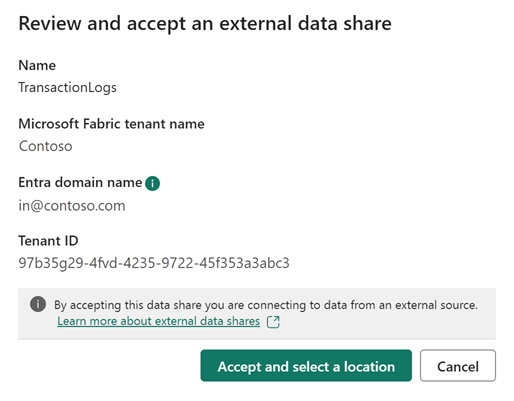 Review and accept an external data share
Name
TransactionLogs
Microsoft Fabric tenant name
Contoso
Entra domain name
in@contoso.com
Tenant ID
97b35g29-4fvd-4235-9722-45f353a3abc3
By accepting this data share you are connecting to data from an external source.
Learn more about external data shares
Accept and select a location
Cancel